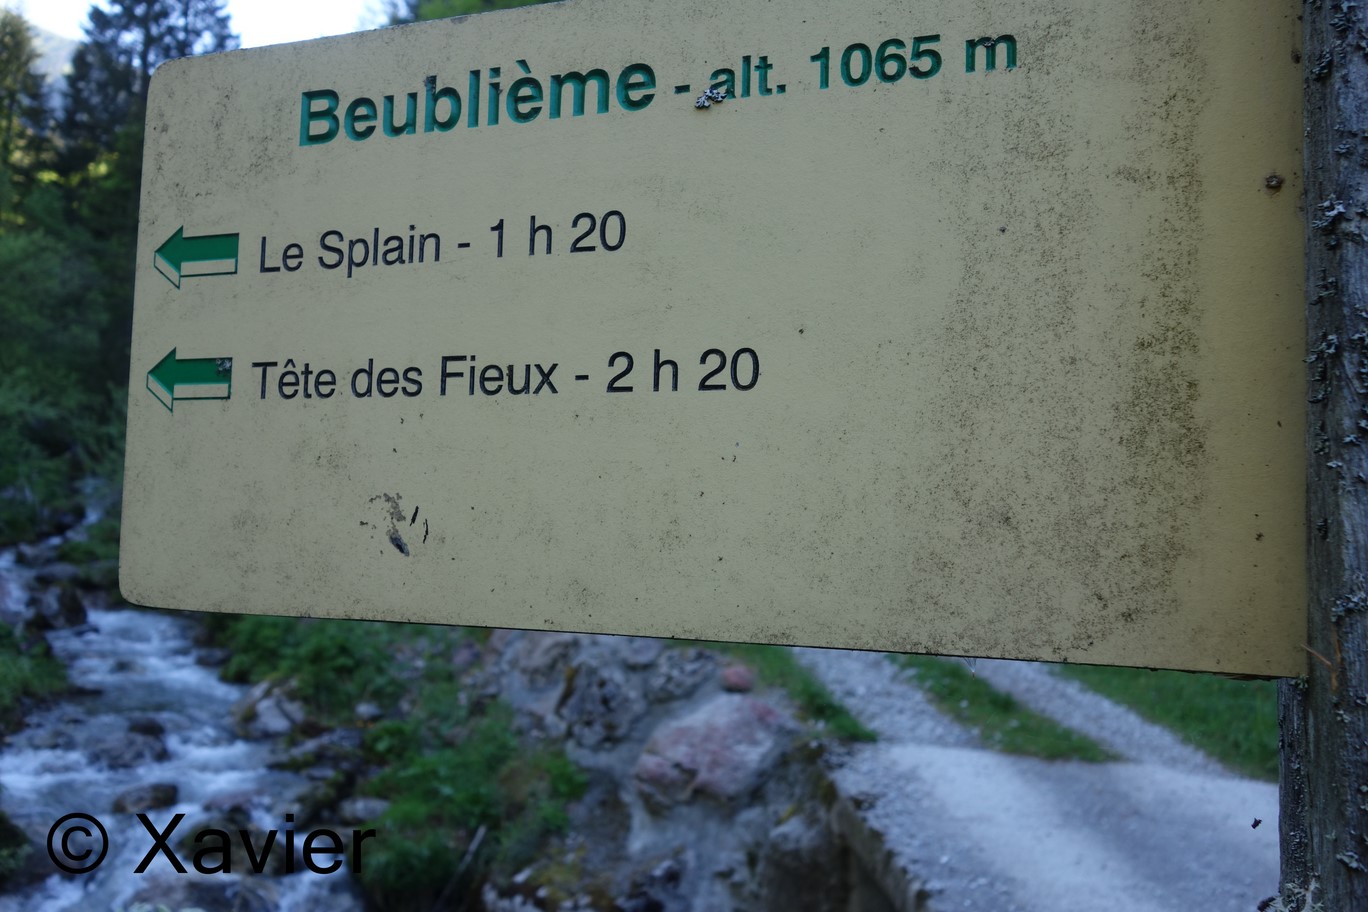 Beublième - alt. 1065 m
Le Splain - 1 h 20
Tête des Fieux - 2 h 20
© Xavier